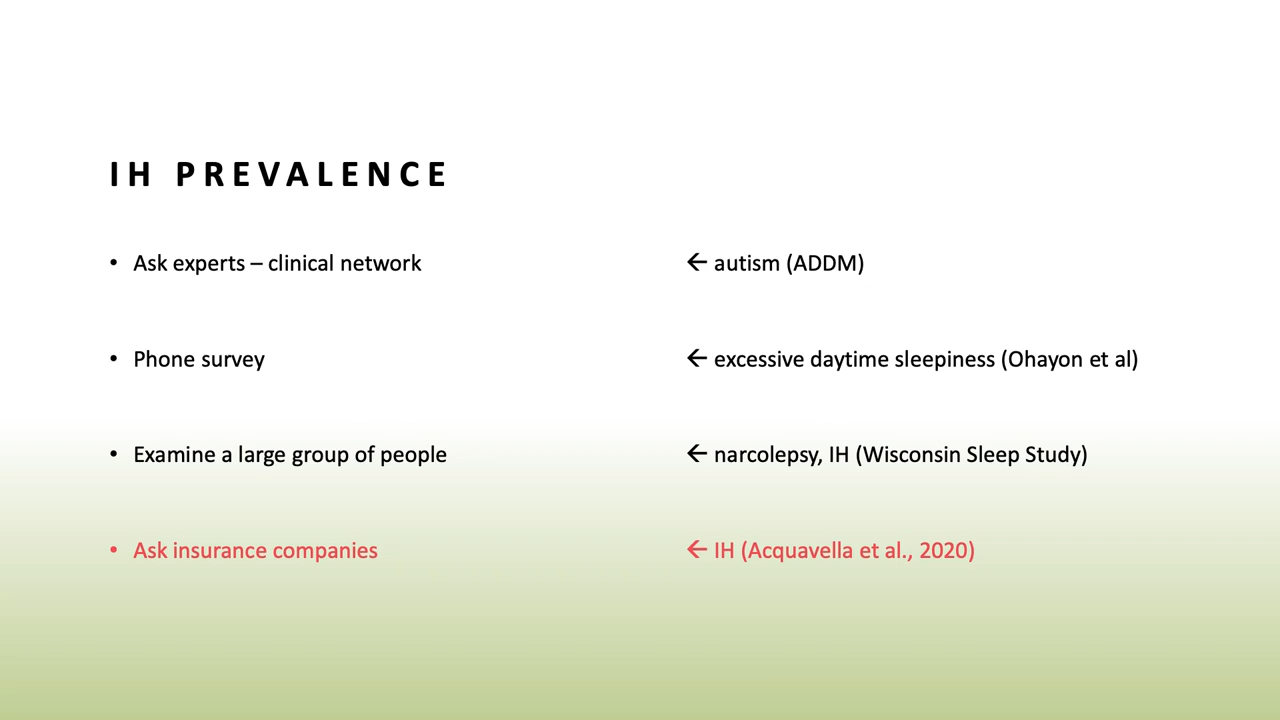 IH PREVALENCE
• Ask experts – clinical network ← autism (ADDM)
• Phone survey ← excessive daytime sleepiness (Ohayon et al)
• Examine a large group of people ← narcolepsy, IH (Wisconsin Sleep Study)
• Ask insurance companies ← IH (Acquavella et al., 2020)